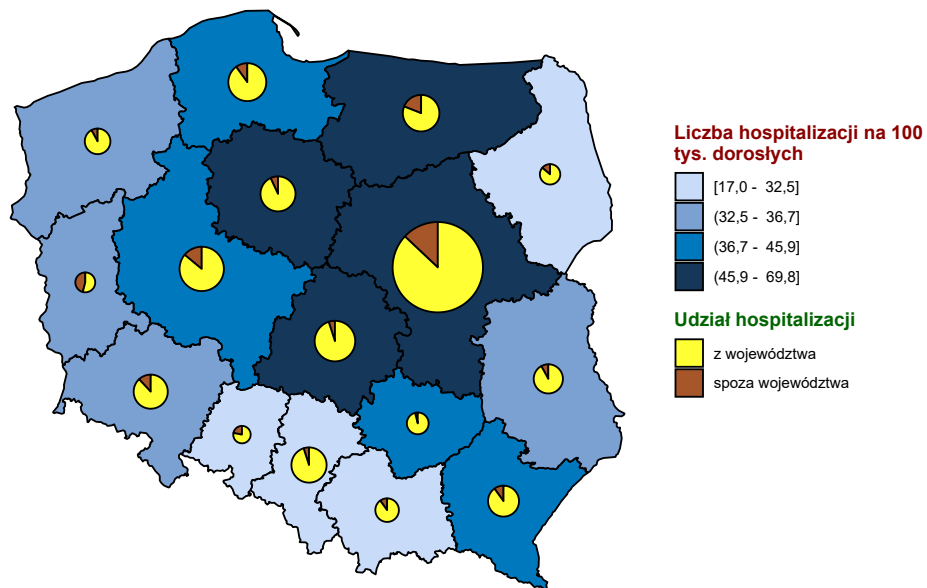 Liczba hospitalizacji na 100
tys. dorosłych
[17,0 - 32,5]
(32,5 - 36,7]
(36,7 - 45,9]
(45,9 - 69,8]
Udział hospitalizacji
z województwa
spoza województwa